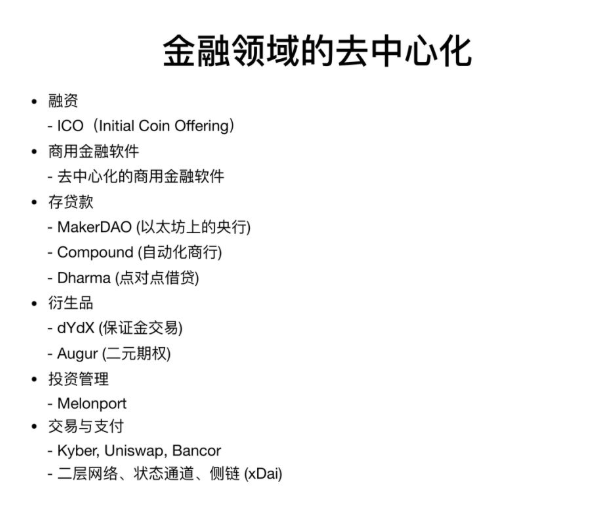 金融领域的去中心化
• 融资
- ICO（Initial Coin Offering）
• 商用金融软件
- 去中心化的商用金融软件
• 存贷款
- MakerDAO (以太坊上的央行)
- Compound (自动化商行)
- Dharma (点对点借贷)
• 衍生品
- dYdX (保证金交易)
- Augur (二元期权)
• 投资管理
- Melonport
• 交易与支付
- Kyber, Uniswap, Bancor
- 二层网络、状态通道、侧链 (xDai)